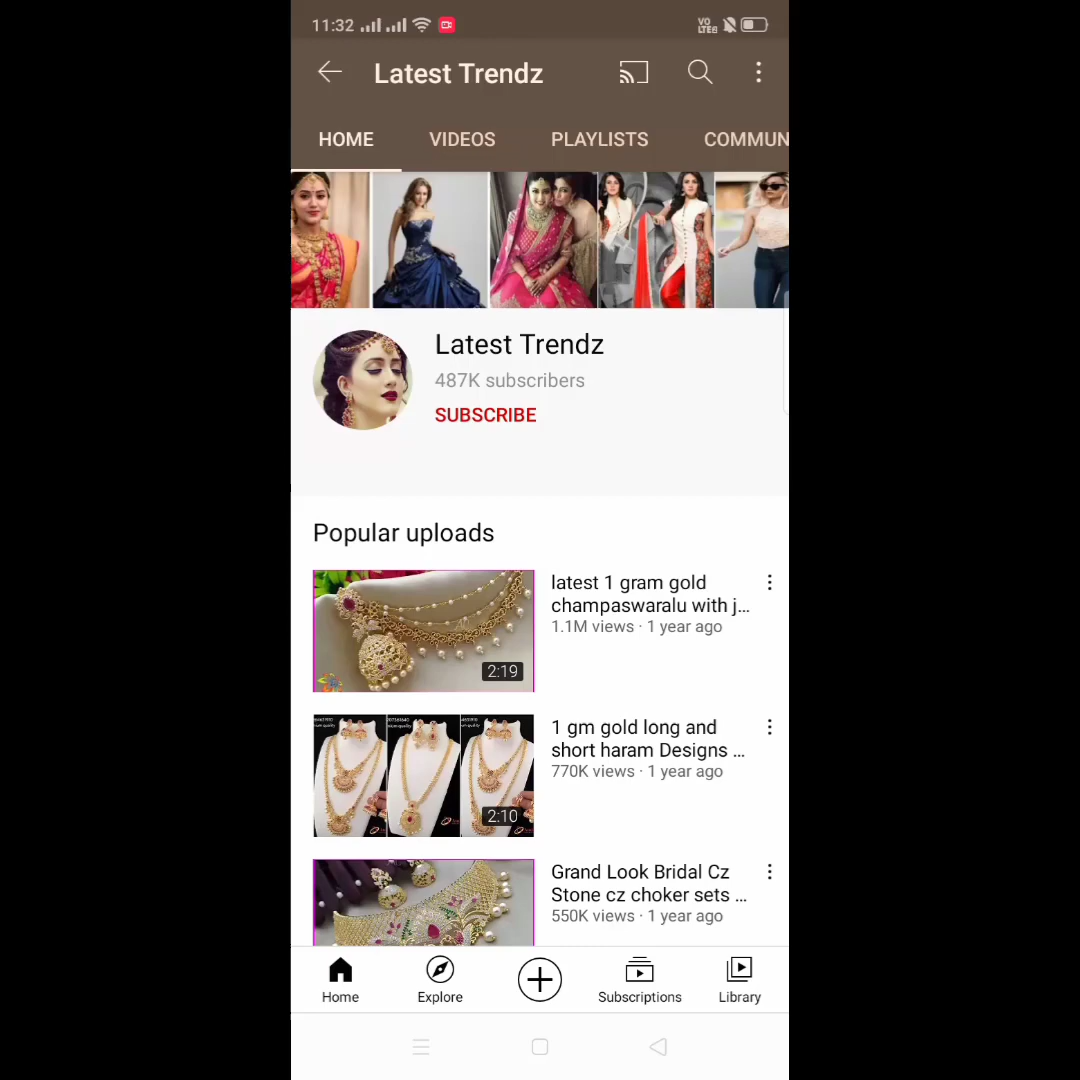 11:32
VO LTE
Latest Trendz
HOME VIDEOS PLAYLISTS COMMUN
Latest Trendz
487K subscribers
SUBSCRIBE
Popular uploads
latest 1 gram gold
champaswaralu with j...
1.1M views · 1 year ago
2:19
1 gm gold long and
short haram Designs ...
770K views · 1 year ago
2:10
Grand Look Bridal Cz
Stone cz choker sets ...
550K views · 1 year ago
Home Explore Subscriptions Library